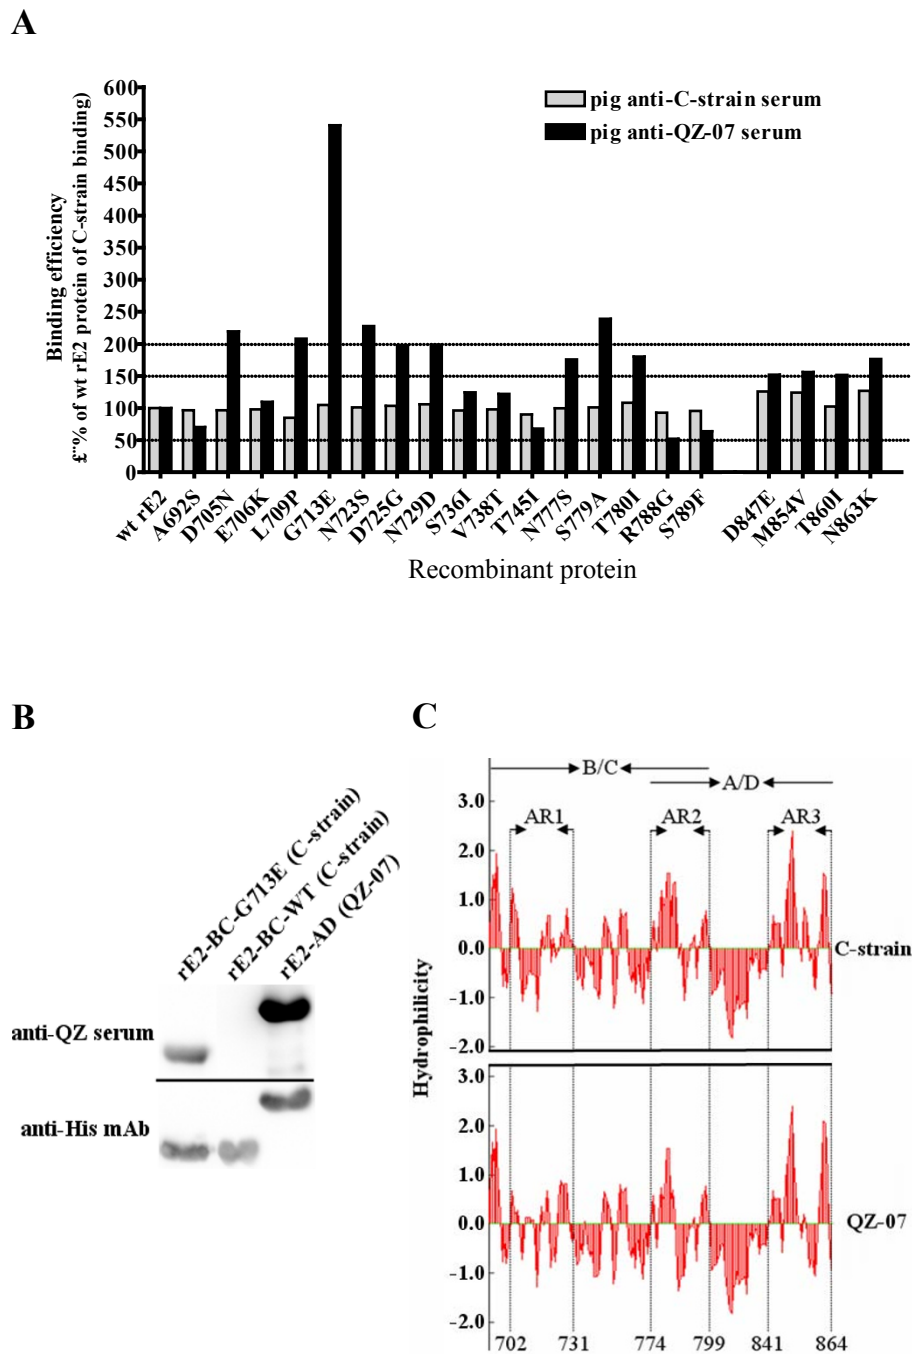 A
600
550
500
450
400
350
300
250
200
150
100
50
0
Binding efficiency
£¨% of wt rE2 protein of C-strain binding)
pig anti-C-strain serum
pig anti-QZ-07 serum
wt rE2
A692S
D705N
E706K
L709P
G713E
N723S
D725G
N729D
S736I
V738T
T745I
N777S
S779A
T780I
R788G
S789F
D847E
M854V
T860I
N863K
Recombinant protein
B
rE2-BC-G713E (C-strain)
rE2-BC-WT (C-strain)
rE2-AD (QZ-07)
anti-QZ serum
anti-His mAb
C
B/C
A/D
AR1 AR2 AR3
3.0
2.0
1.0
0.0
-1.0
-2.0
C-strain
Hydrophilicity
3.0
2.0
1.0
0.0
-1.0
-2.0
QZ-07
702 731 774 799 841 864